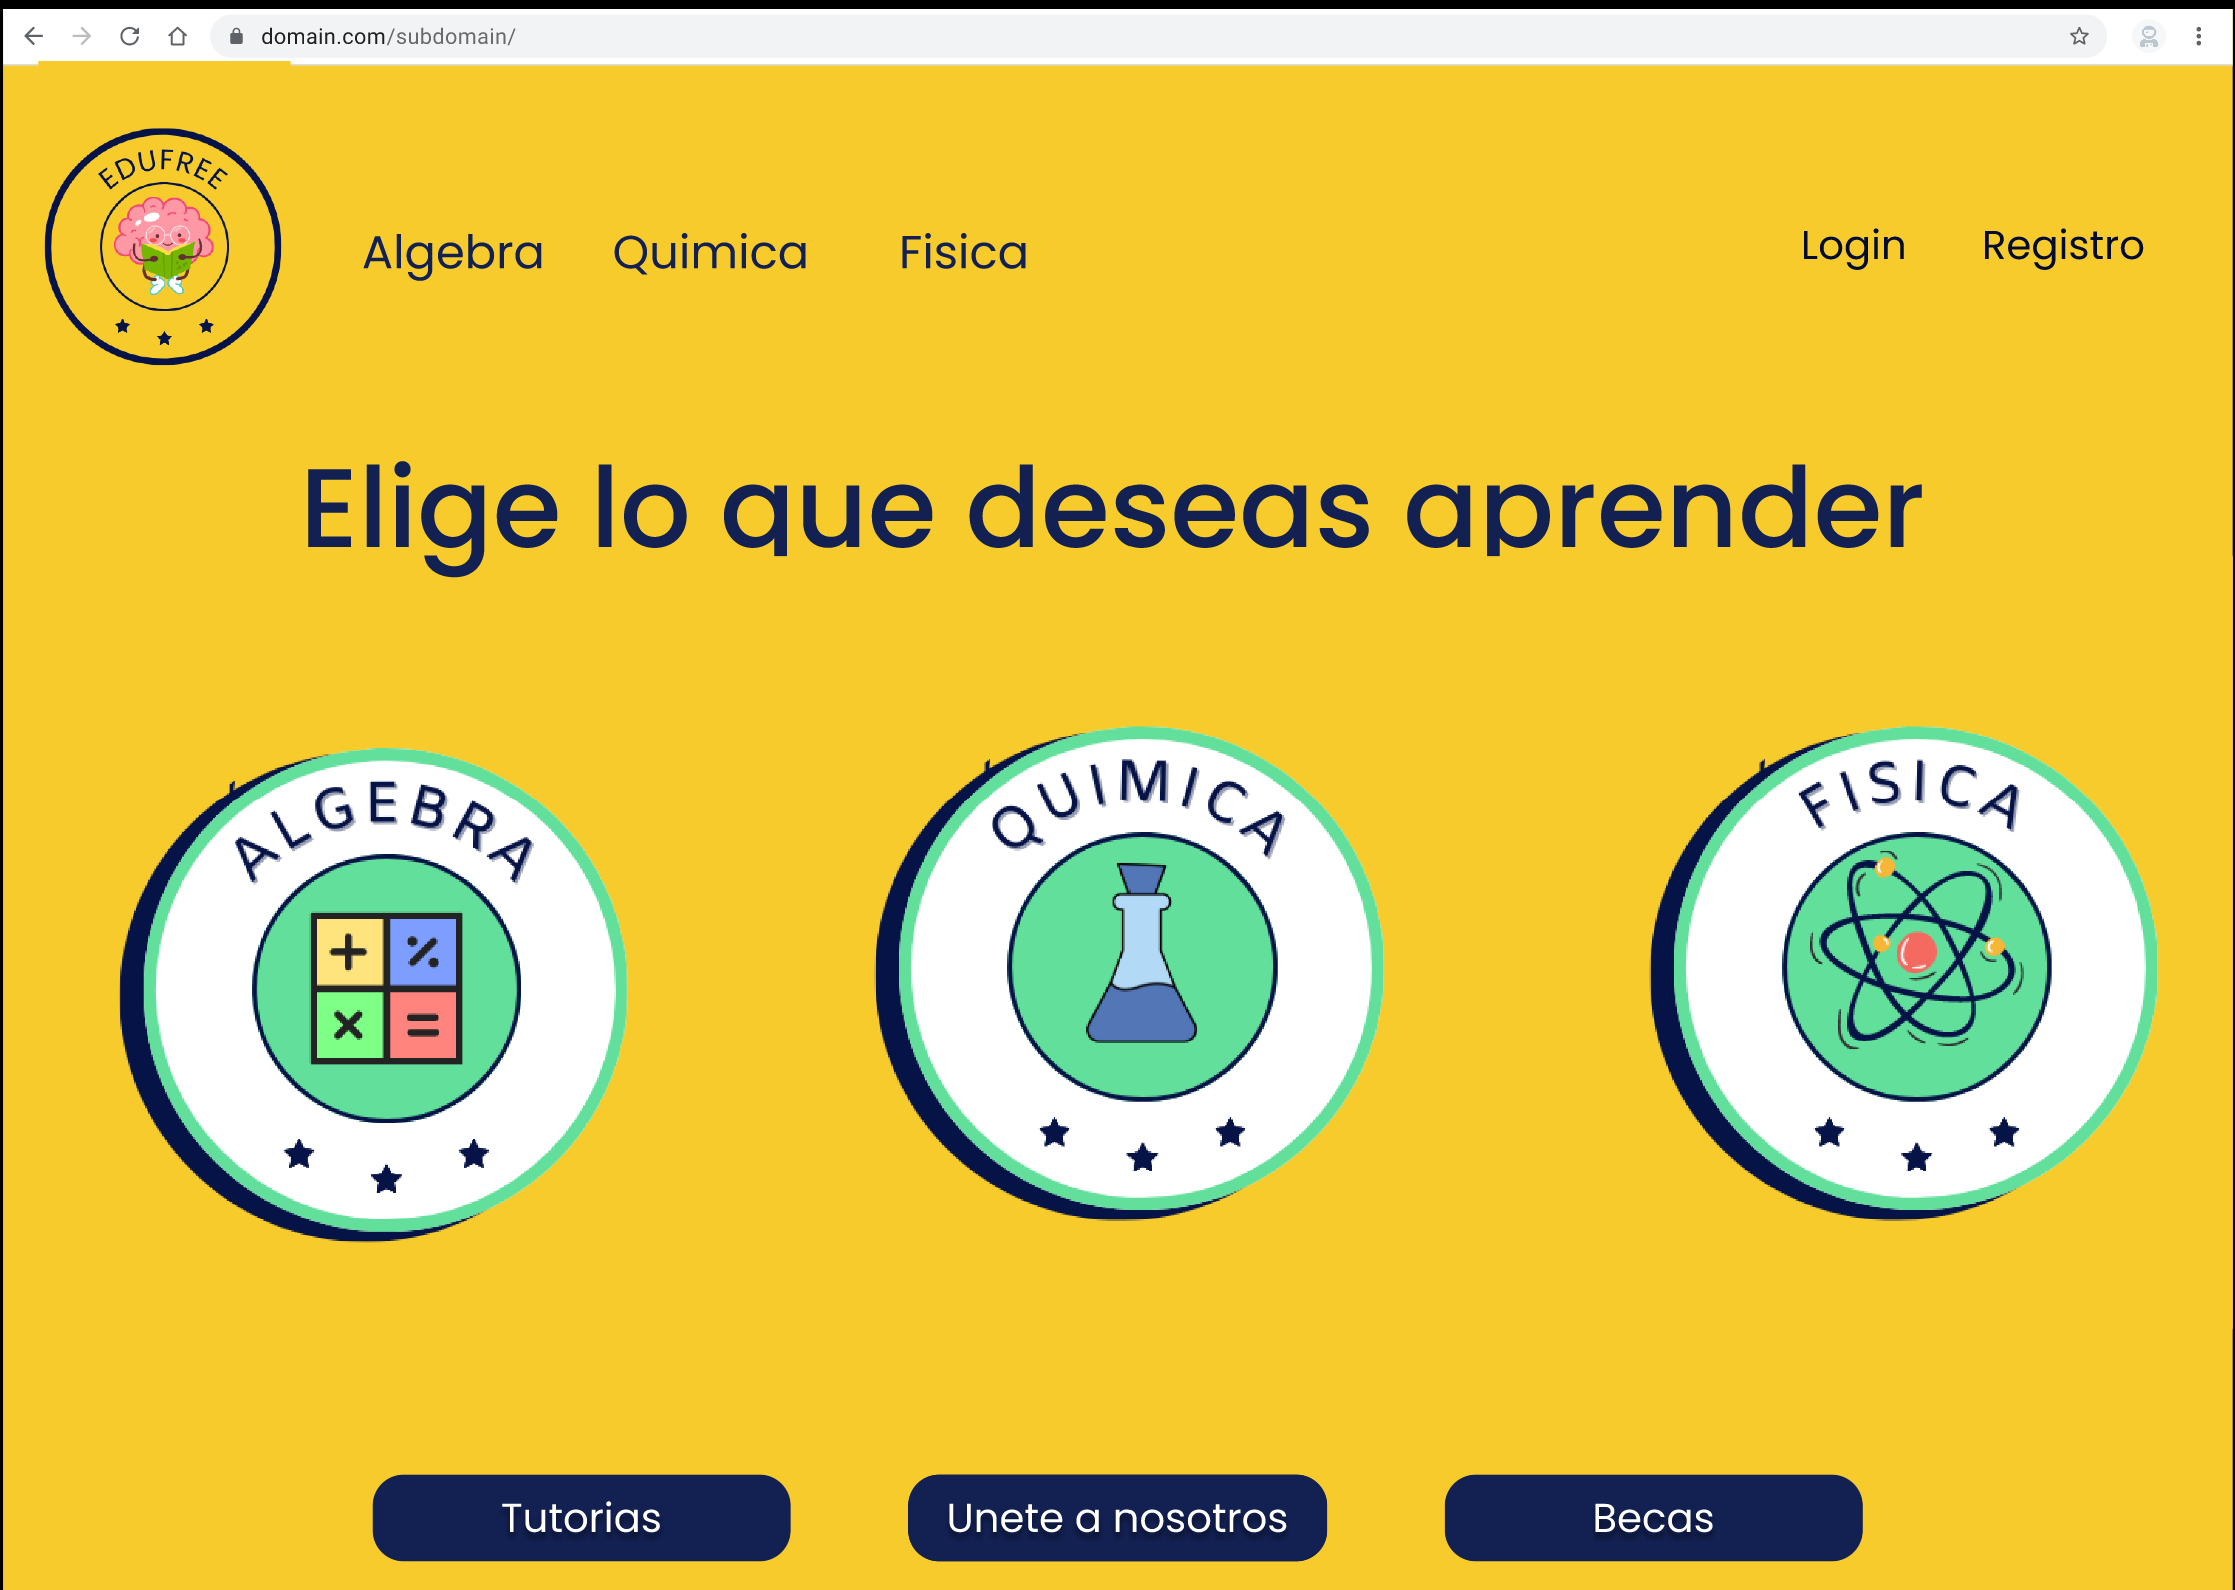 domain.com/subdomain/
EDUFREE
Algebra Quimica Fisica Login Registro
Elige lo que deseas aprender
ALGEBRA QUIMICA FISICA
Tutorias Unete a nosotros Becas